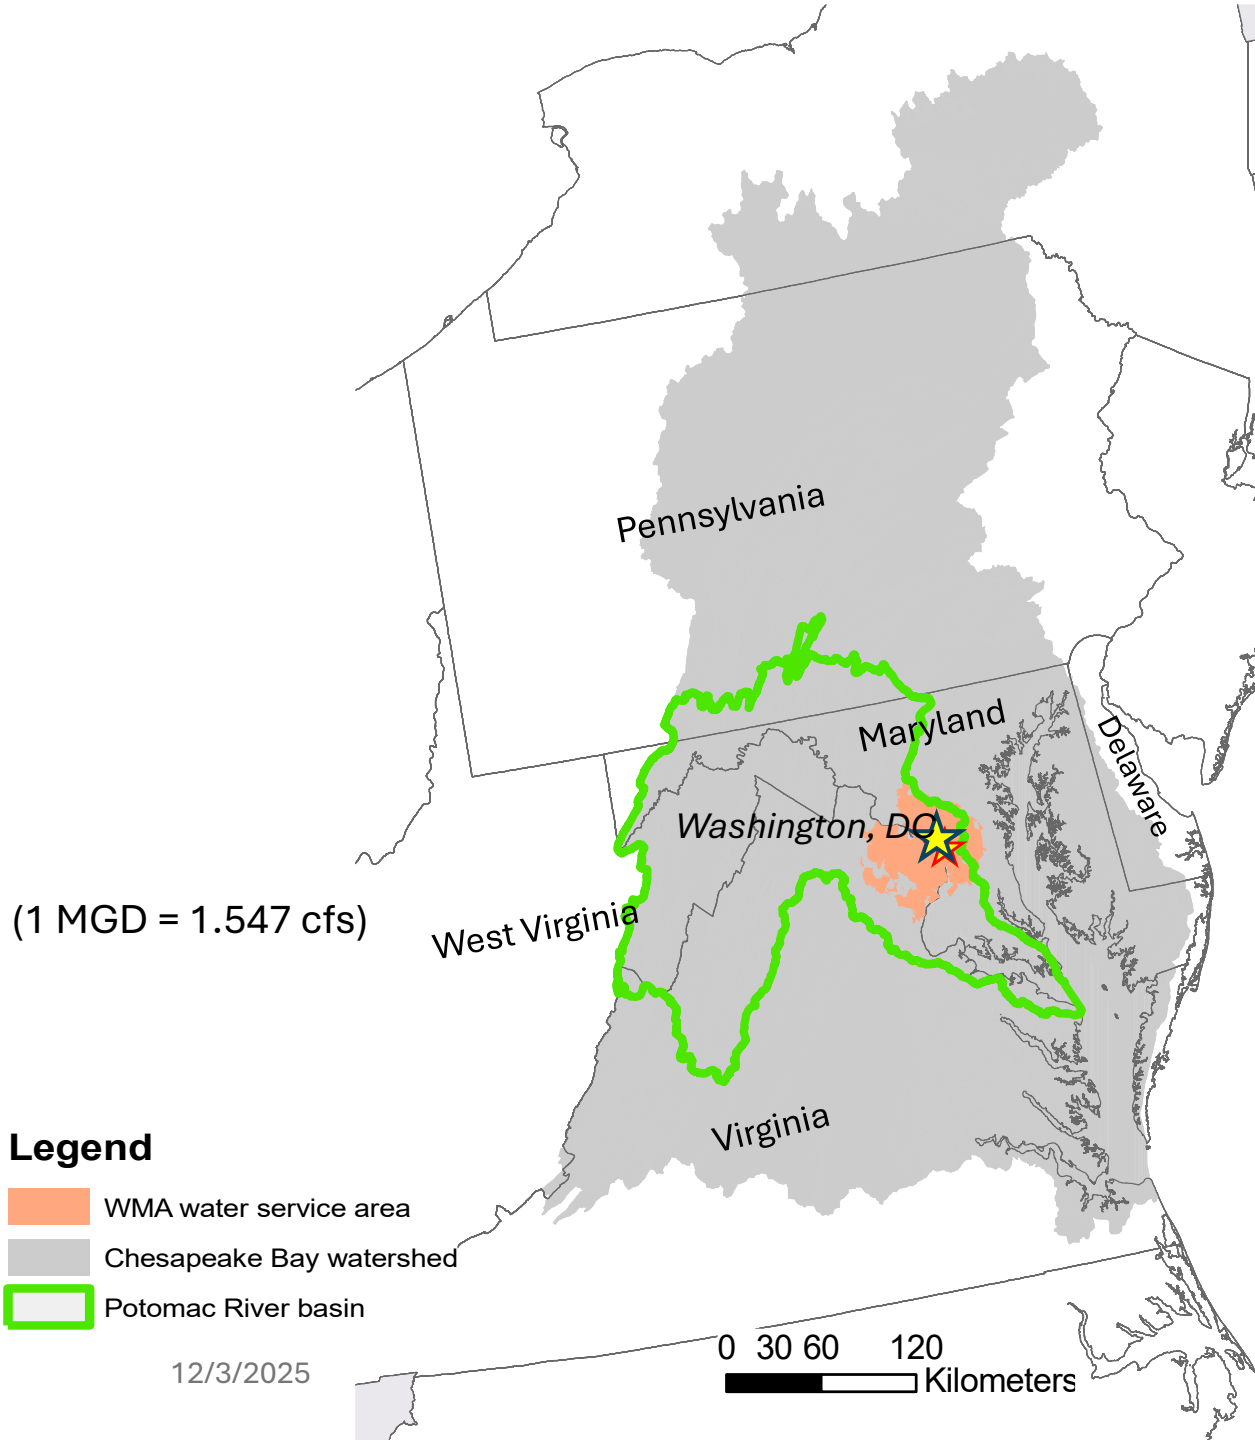 Pennsylvania
Maryland
Delaware
Washington, DC
(1 MGD = 1.547 cfs)
West Virginia
Virginia
Legend
WMA water service area
Chesapeake Bay watershed
Potomac River basin
12/3/2025
0 30 60 120
Kilometers